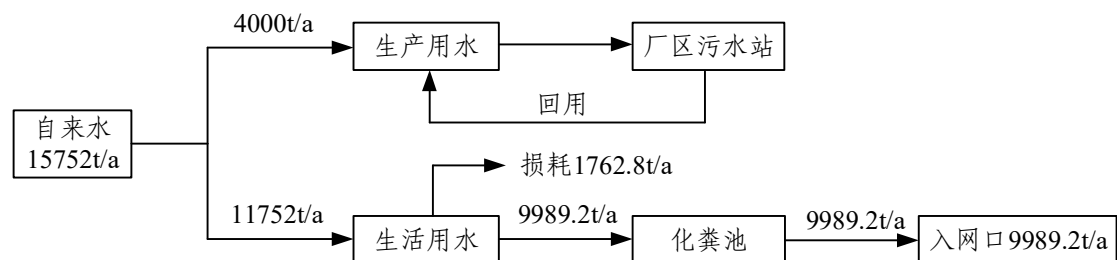 4000t/a
生产用水
厂区污水站
回用
自来水
15752t/a
损耗1762.8t/a
11752t/a
生活用水
9989.2t/a
化粪池
9989.2t/a
入网口9989.2t/a